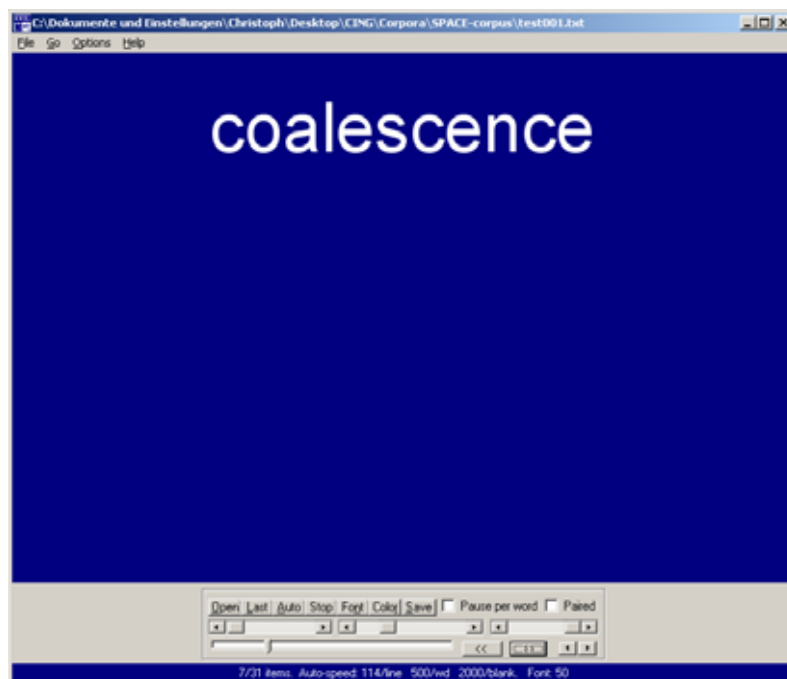 C:\Dokumente und Einstellungen\Christoph\Desktop\CING\Corpora\SPACE-corpus\test001.txt
File Go Options Help
coalescence
Open Last Auto Stop Font Color Save Pause per word Paired
<<
7/31 items. Auto-speed: 114/line 500/wd 2000/blank. Font: 50